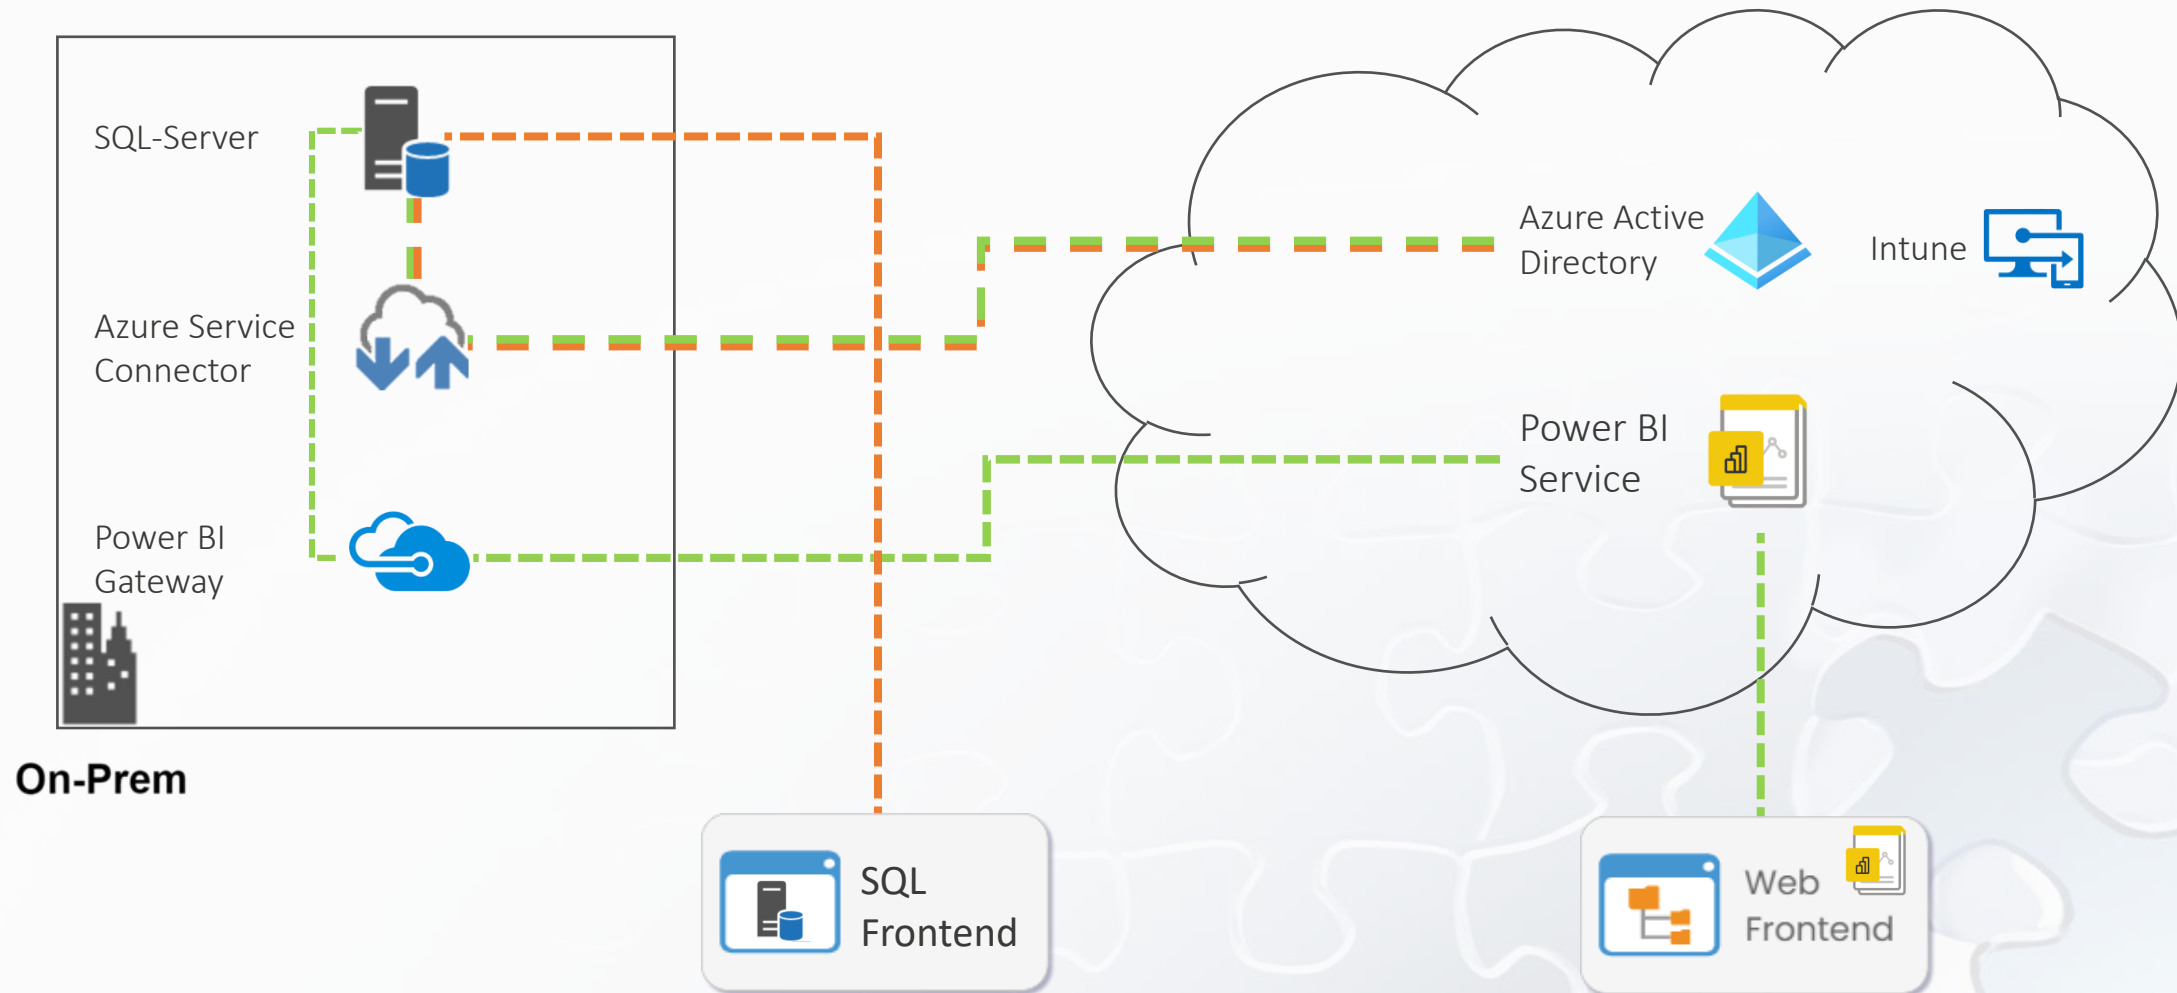 SQL-Server
Azure Service
Connector
Power BI
Gateway
On-Prem
Azure Active
Directory
Intune
Power BI
Service
SQL
Frontend
Web
Frontend